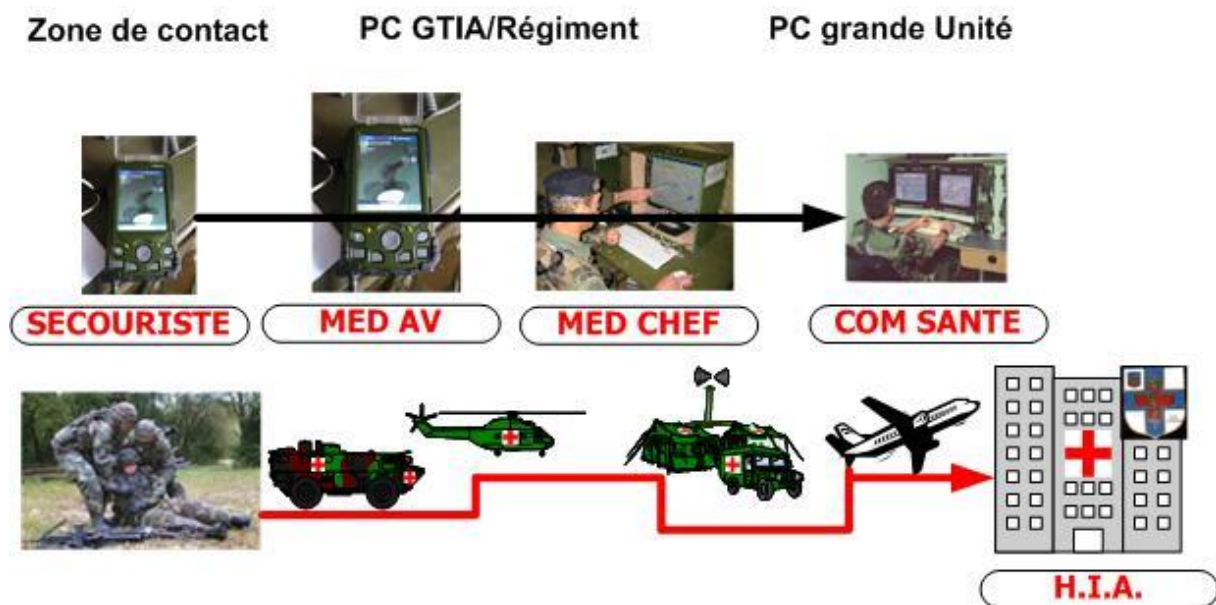 Zone de contact
PC GTIA/Régiment
PC grande Unité
SECOURISTE
MED AV
MED CHEF
COM SANTE
H.I.A.